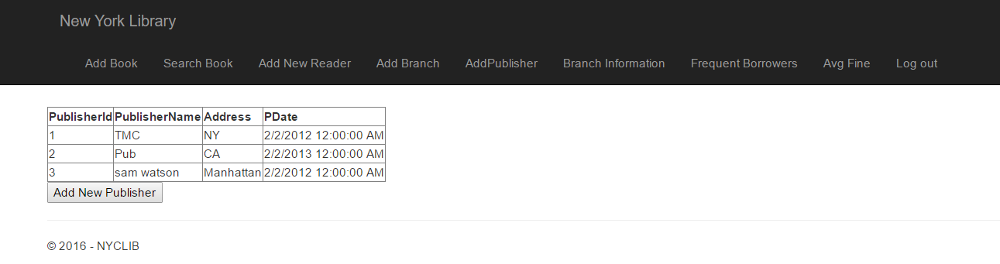 New York Library
Add Book Search Book Add New Reader Add Branch AddPublisher Branch Information Frequent Borrowers Avg Fine Log out
PublisherId PublisherName Address PDate
1 TMC NY 2/2/2012 12:00:00 AM
2 Pub CA 2/2/2013 12:00:00 AM
3 sam watson Manhattan 2/2/2012 12:00:00 AM
Add New Publisher
© 2016 - NYCLIB